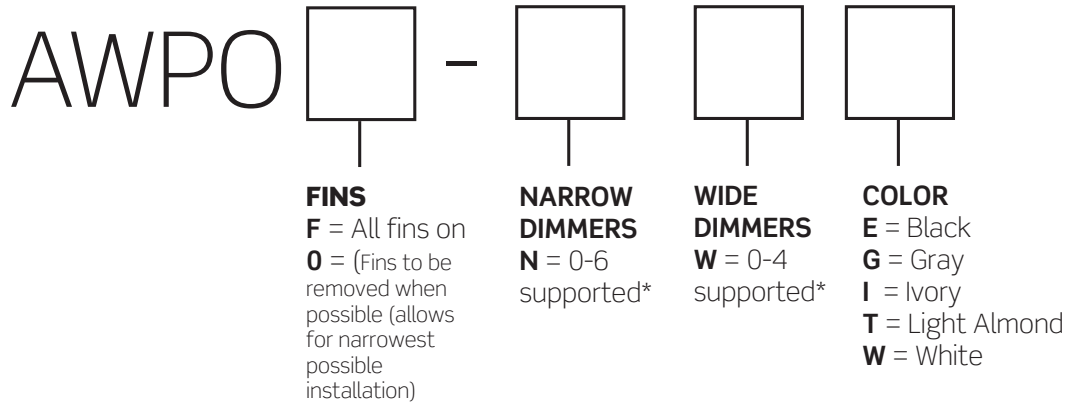 AWPO –
FINS
F = All fins on
0 = (Fins to be
removed when
possible (allows
for narrowest
possible
installation)
NARROW
DIMMERS
N = 0-6
supported*
WIDE
DIMMERS
W = 0-4
supported*
COLOR
E = Black
G = Gray
I = Ivory
T = Light Almond
W = White